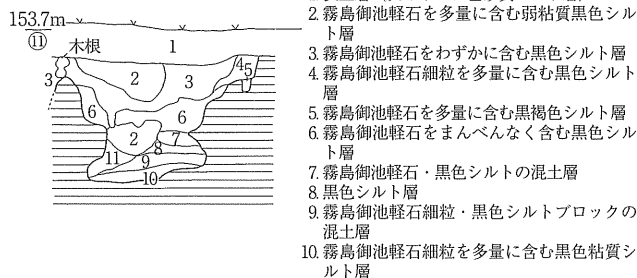 153.7m
⑪
木根
1
2
3
4
5
3
6
6
2
7
8
11
9
10
2. 霧島御池軽石を多量に含む弱粘質黒色シル
ト層
3. 霧島御池軽石をわずかに含む黒色シルト層
4. 霧島御池軽石細粒を多量に含む黒色シルト
層
5. 霧島御池軽石を多量に含む黒褐色シルト層
6. 霧島御池軽石をまんべんなく含む黒色シル
ト層
7. 霧島御池軽石・黒色シルトの混土層
8. 黒色シルト層
9. 霧島御池軽石細粒・黒色シルトブロックの
混土層
10. 霧島御池軽石細粒を多量に含む黒色粘質シ
ルト層